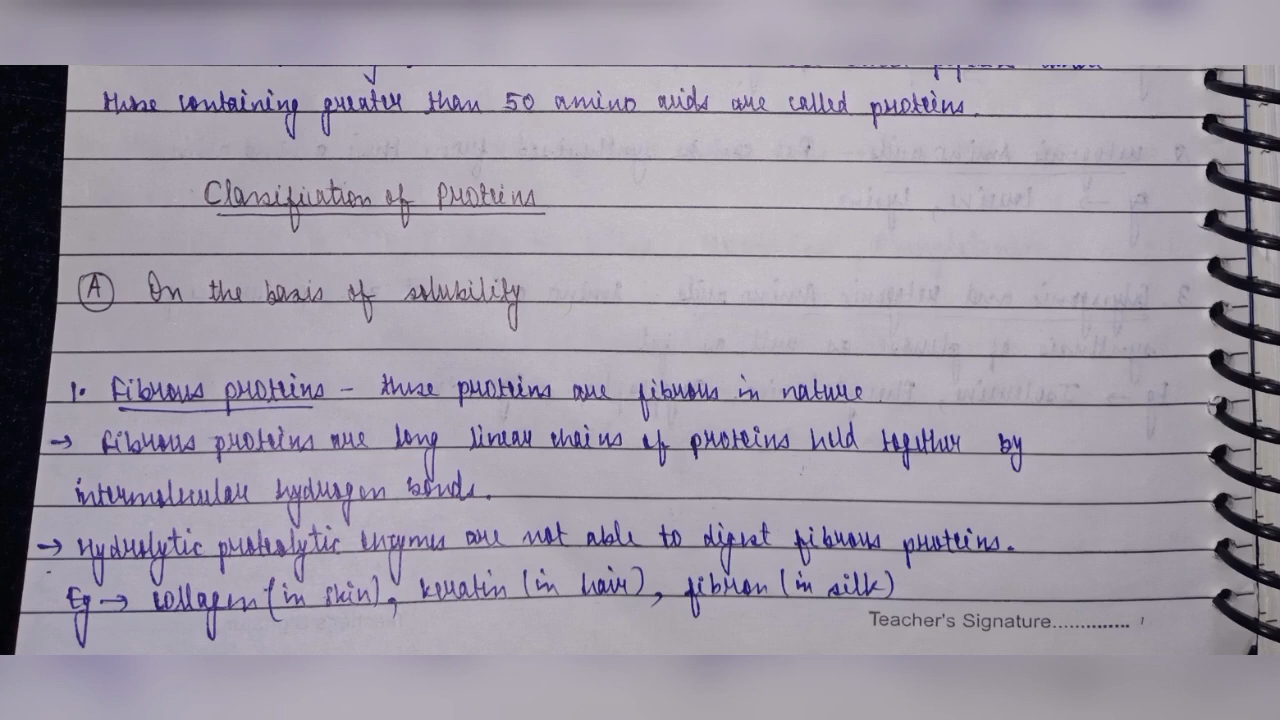 those containing greater than 50 amino acids are called proteins.
Classification of proteins
A On the basis of solubility
1. Fibrous proteins - these proteins are fibrous in nature
→ Fibrous proteins are long linear chains of proteins held together by
intermolecular hydrogen bonds.
→ Hydrolytic proteolytic enzymes are not able to digest fibrous proteins.
Eg → collagen (in skin), keratin (in hair), fibrion (in silk)
Teacher's Signature..............